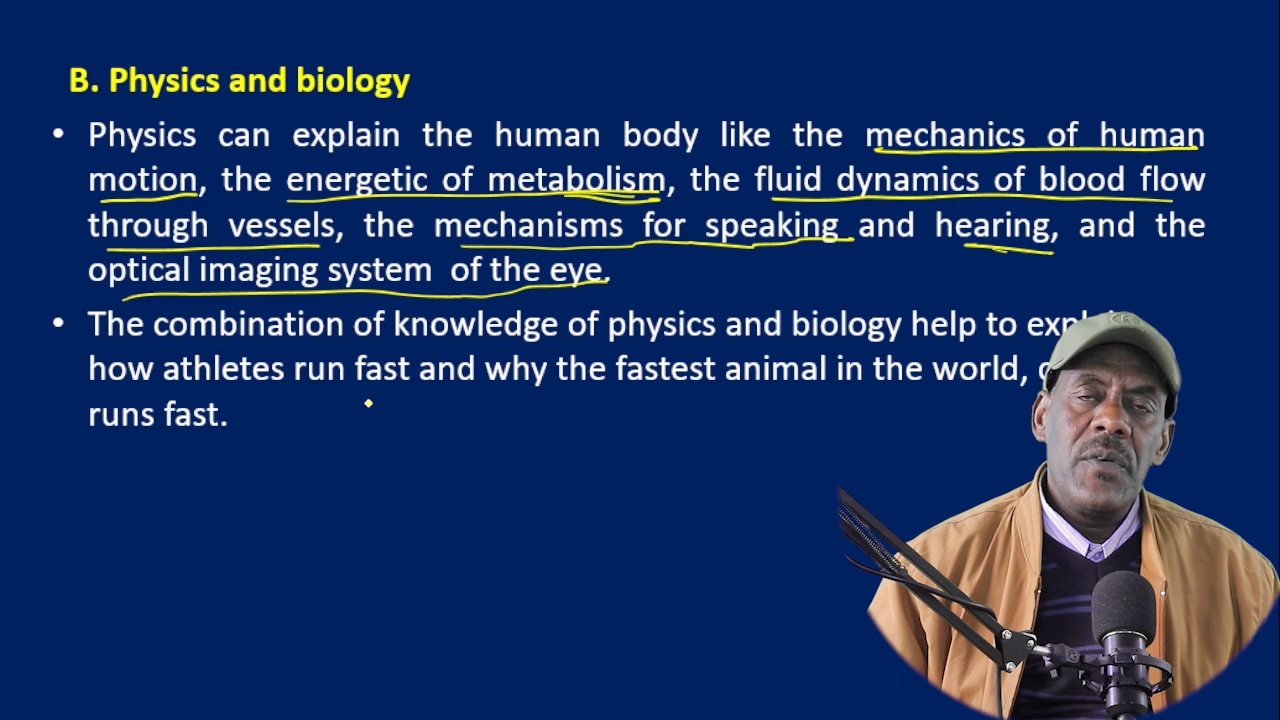 B. Physics and biology
• Physics can explain the human body like the mechanics of human
motion, the energetic of metabolism, the fluid dynamics of blood flow
through vessels, the mechanisms for speaking and hearing, and the
optical imaging system of the eye.
• The combination of knowledge of physics and biology help to
how athletes run fast and why the fastest animal in the world,
runs fast.